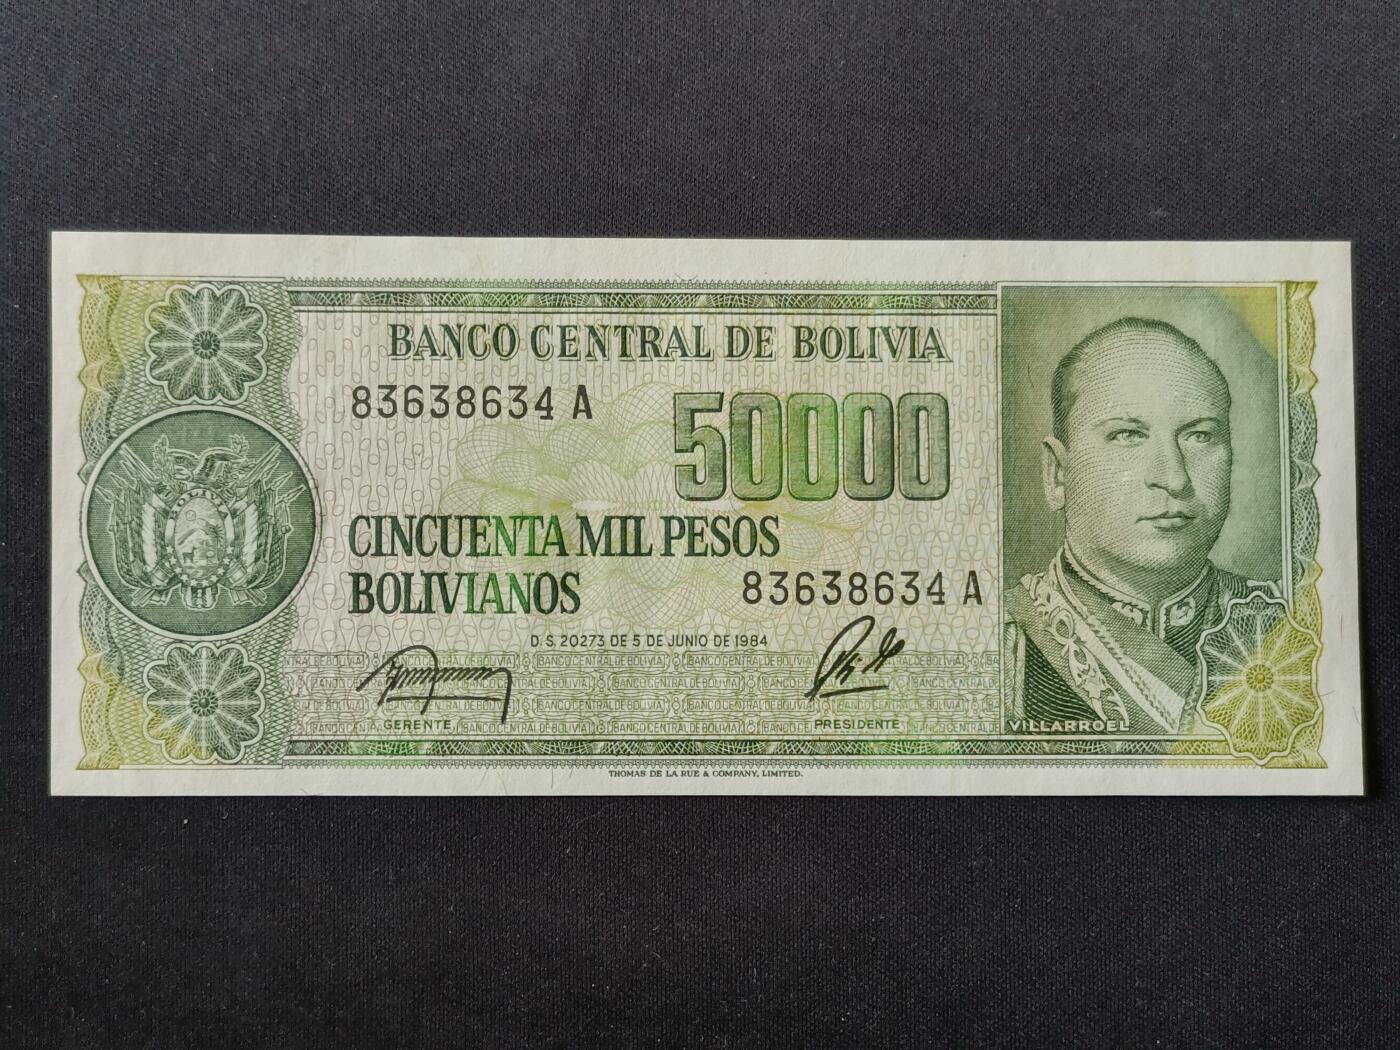 BANCO CENTRAL DE BOLIVIA
83638634 A
50000
CINCUENTA MIL PESOS
BOLIVIANOS
83638634 A
D.S. 20273 DE 5 DE JUNIO DE 1984
GERENTE
PRESIDENTE
VILLARROEL
THOMAS DE LA RUE & COMPANY, LIMITED.